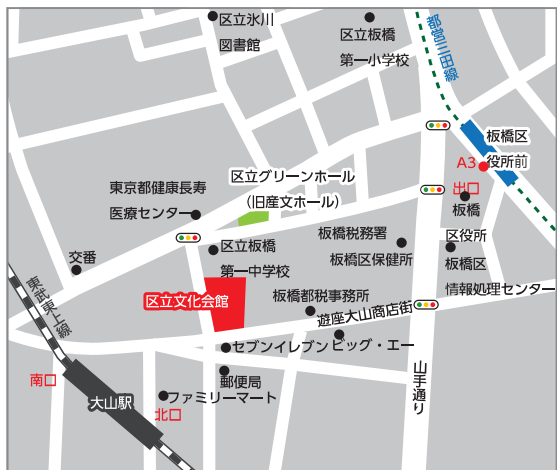 区立氷川
図書館
区立板橋
第一小学校
都営三田線
板橋区
役所前
A3
出口
区立グリーンホール
(旧産文ホール)
東京都健康長寿
医療センター
板橋
区役所
板橋税務署
板橋区保健所
区立板橋
第一中学校
交番
板橋区
情報処理センター
東武東上線
区立文化会館
板橋都税事務所
遊座大山商店街
セブンイレブン
ビッグ・エー
山手通り
郵便局
南口
大山駅
ファミリーマート
北口